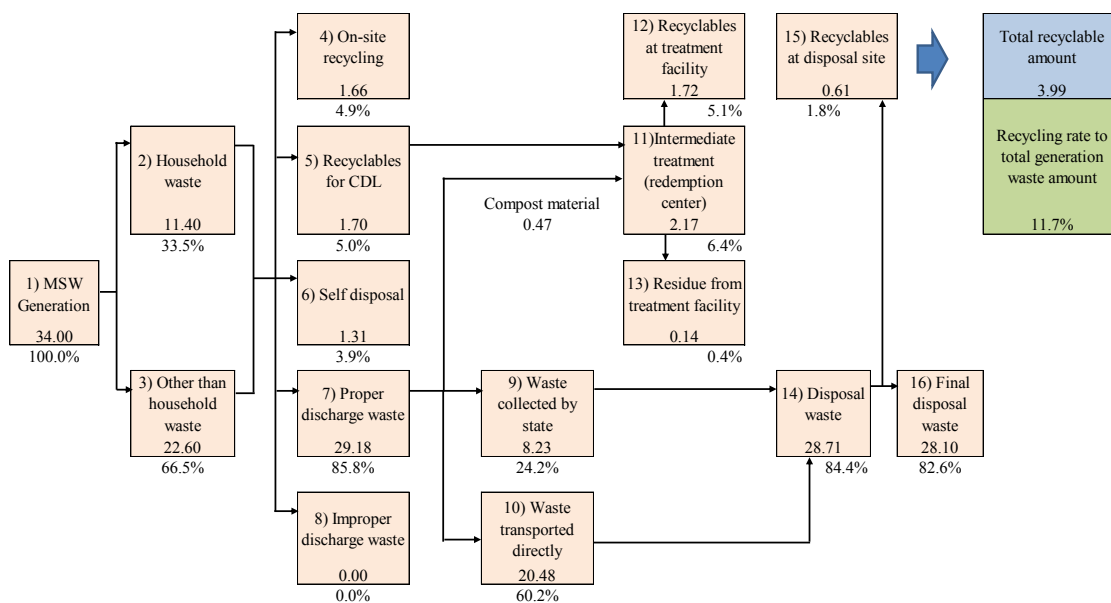 1) MSW
Generation
34.00
100.0%
2) Household
waste
11.40
33.5%
3) Other than
household
waste
22.60
66.5%
4) On-site
recycling
1.66
4.9%
5) Recyclables
for CDL
1.70
5.0%
6) Self disposal
1.31
3.9%
7) Proper
discharge waste
29.18
85.8%
8) Improper
discharge waste
0.00
0.0%
Compost material
0.47
9) Waste
collected by
state
8.23
24.2%
10) Waste
transported
directly
20.48
60.2%
12) Recyclables
at treatment
facility
1.72
5.1%
11)Intermediate
treatment
(redemption
center)
2.17
6.4%
13) Residue from
treatment facility
0.14
0.4%
15) Recyclables
at disposal site
0.61
1.8%
14) Disposal
waste
28.71
84.4%
16) Final
disposal
waste
28.10
82.6%
Total recyclable
amount
3.99
Recycling rate to
total generation
waste amount
11.7%